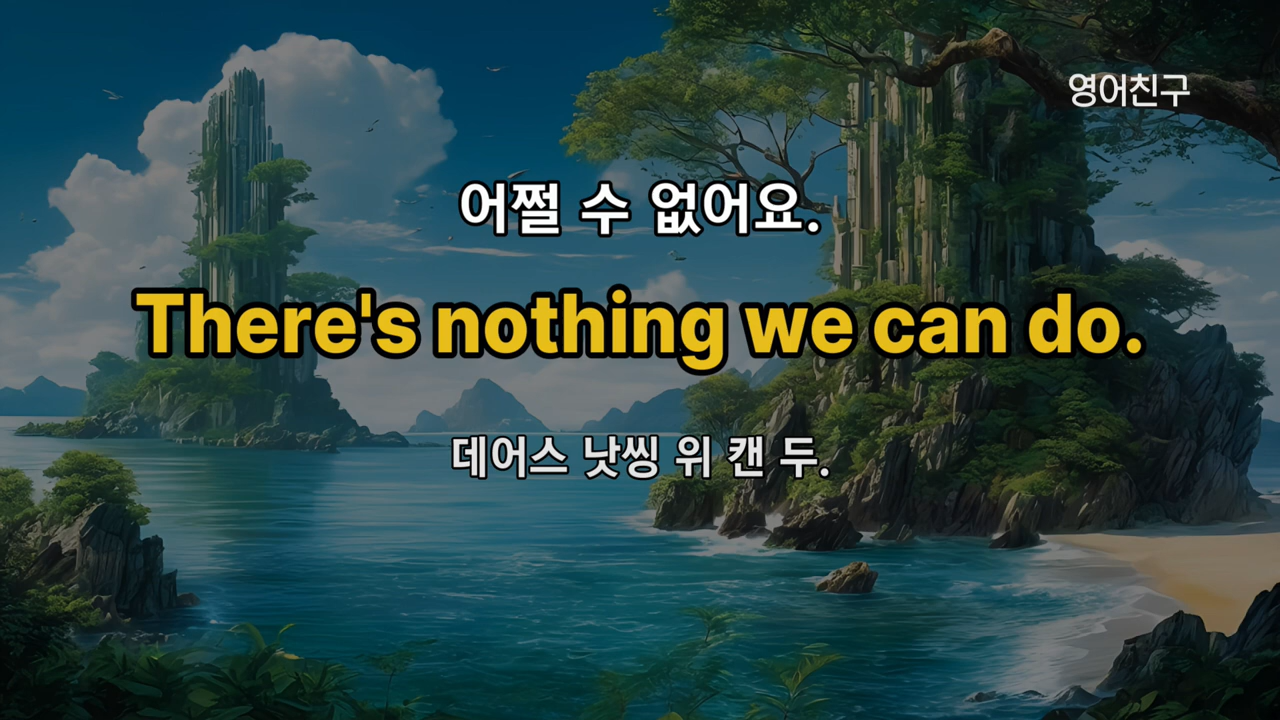 영어친구
어쩔 수 없어요.
There's nothing we can do.
데어스 낫씽 위 캔 두.